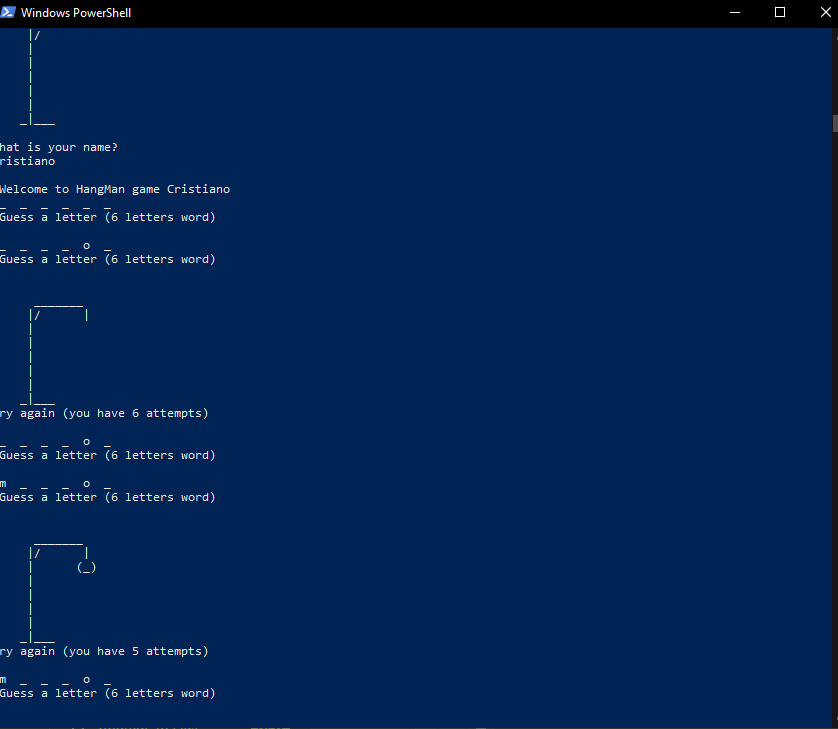 Windows PowerShell
|/
|
|
|
|
|
_|___
hat is your name?
ristiano
Welcome to HangMan game Cristiano
_ _ _ _ _ _
Guess a letter (6 letters word)
_ _ _ _ o _
Guess a letter (6 letters word)
_______
|/ |
|
|
|
|
|
_|___
ry again (you have 6 attempts)
_ _ _ _ o _
Guess a letter (6 letters word)
m _ _ _ o _
Guess a letter (6 letters word)
_______
|/ |
| (_)
|
|
|
|
_|___
ry again (you have 5 attempts)
m _ _ _ o _
Guess a letter (6 letters word)